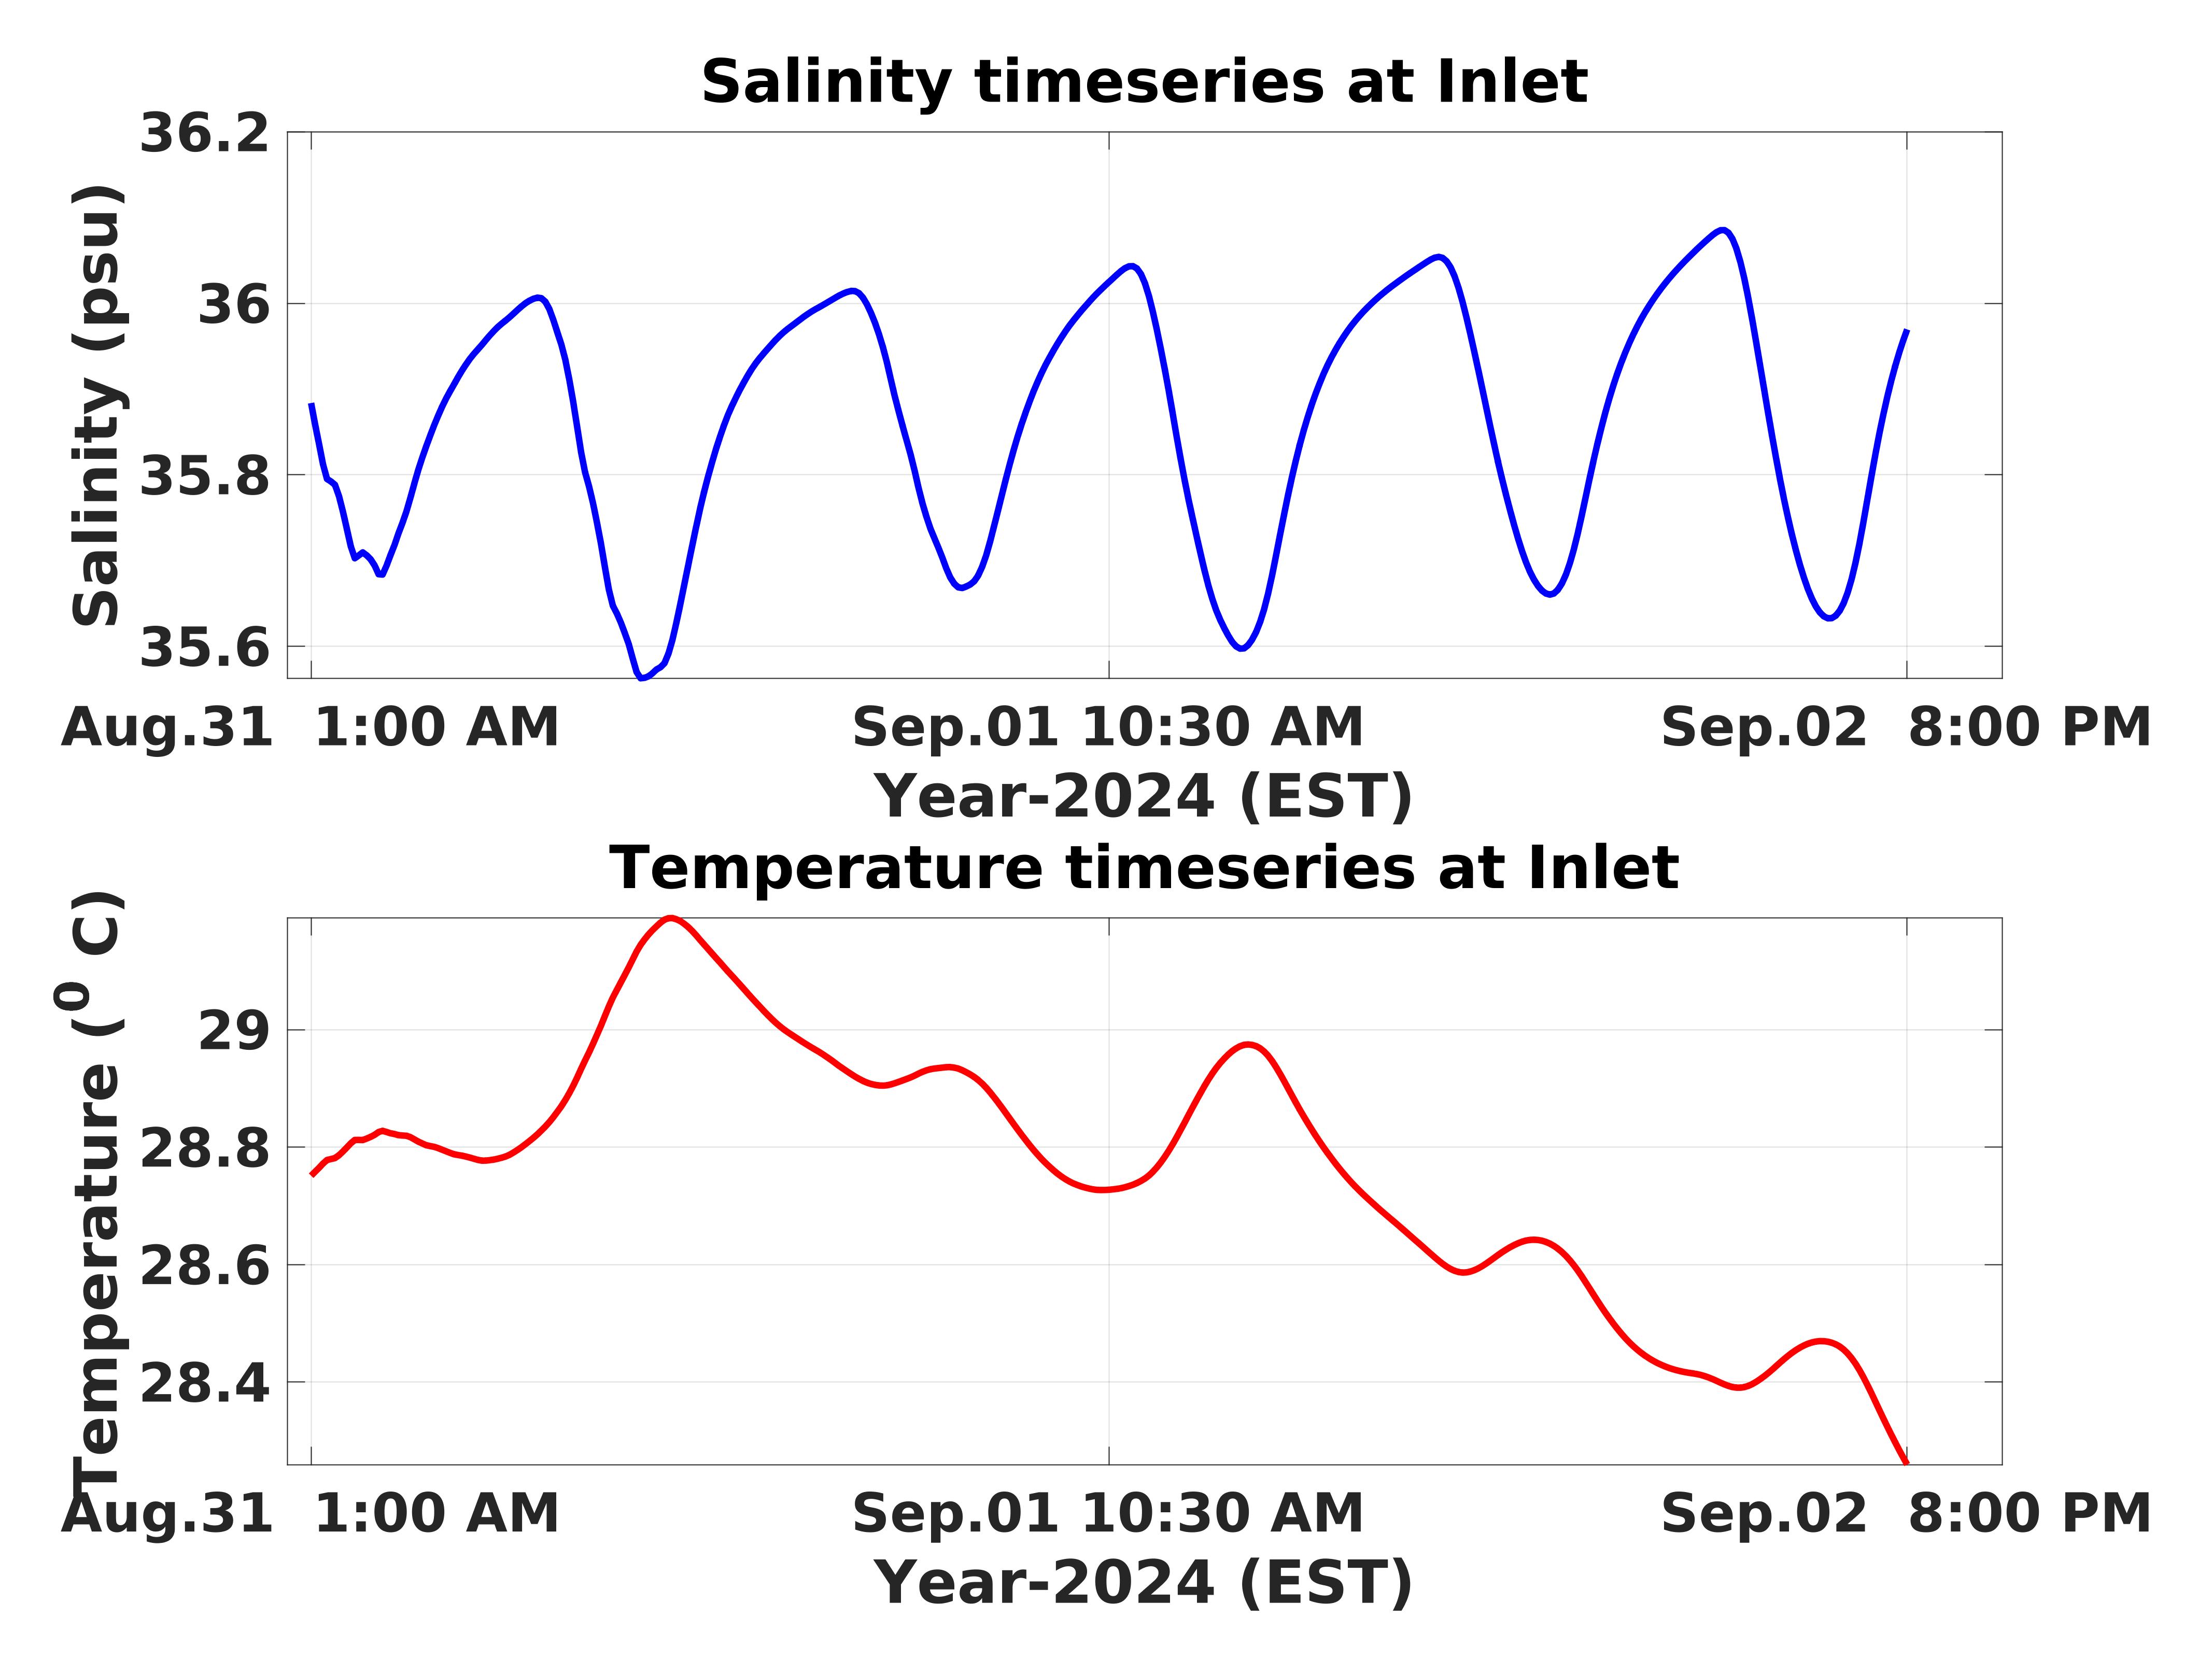 Salinity timeseries at Inlet
Salinity (psu)
36.2
36
35.8
35.6
Aug.31 1:00 AM
Sep.01 10:30 AM
Sep.02 8:00 PM
Year-2024 (EST)
Temperature timeseries at Inlet
Temperature (⁰ C)
29
28.8
28.6
28.4
Aug.31 1:00 AM
Sep.01 10:30 AM
Sep.02 8:00 PM
Year-2024 (EST)